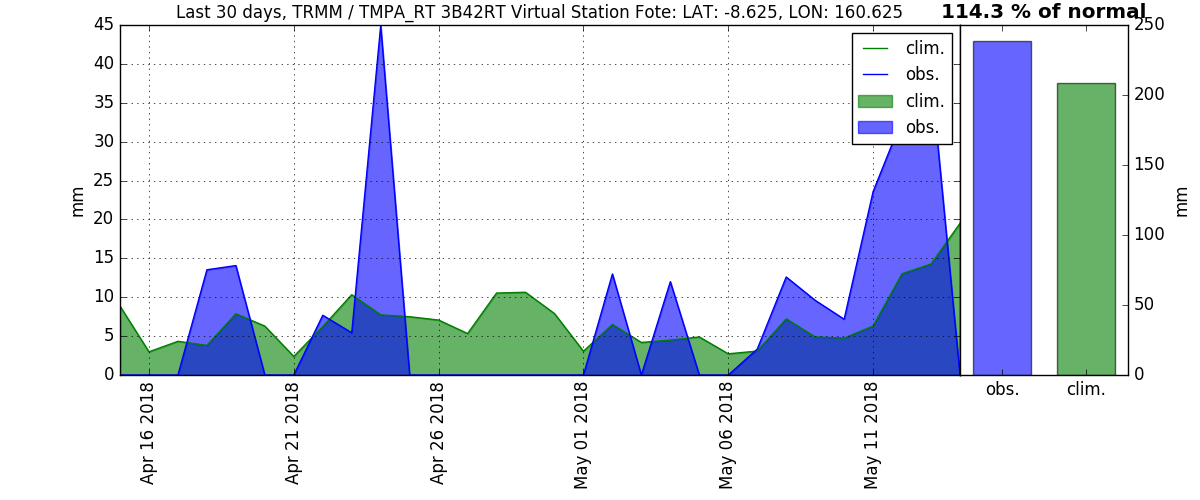 Last 30 days, TRMM / TMPA_RT 3B42RT Virtual Station Fote: LAT: -8.625, LON: 160.625
114.3 % of normal
45
40
35
30
25
20
15
10
5
0
mm
clim.
obs.
clim.
obs.
250
200
150
100
50
0
mm
obs.
clim.
Apr 16 2018
Apr 21 2018
Apr 26 2018
May 01 2018
May 06 2018
May 11 2018